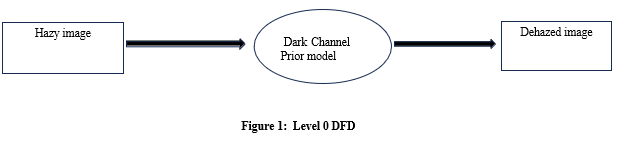 Hazy image
Dark Channel
Prior model
Dehazed image
Figure 1: Level 0 DFD